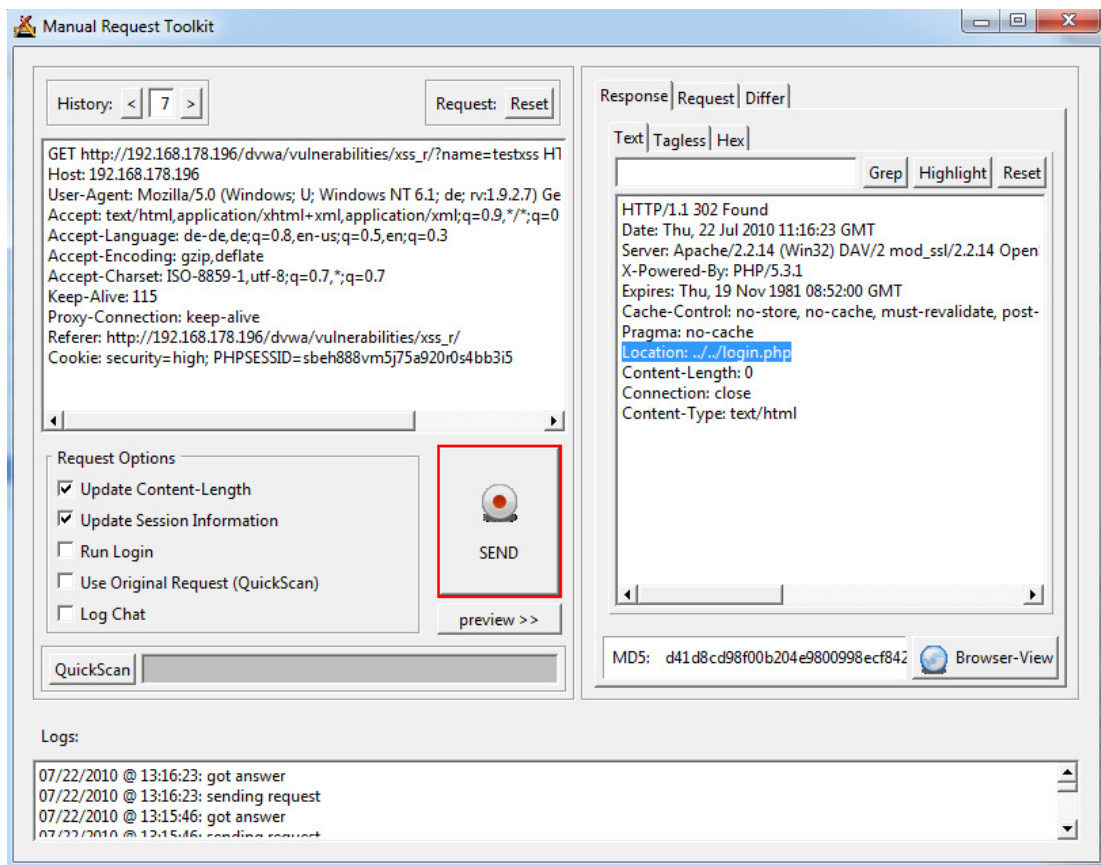 Manual Request Toolkit
History: < 7 >
Request: Reset
GET http://192.168.178.196/dvwa/vulnerabilities/xss_r/?name=testxss HT
Host: 192.168.178.196
User-Agent: Mozilla/5.0 (Windows; U; Windows NT 6.1; de; rv:1.9.2.7) Ge
Accept: text/html,application/xhtml+xml,application/xml;q=0.9,*/*;q=0
Accept-Language: de-de,de;q=0.8,en-us;q=0.5,en;q=0.3
Accept-Encoding: gzip,deflate
Accept-Charset: ISO-8859-1,utf-8;q=0.7,*;q=0.7
Keep-Alive: 115
Proxy-Connection: keep-alive
Referer: http://192.168.178.196/dvwa/vulnerabilities/xss_r/
Cookie: security=high; PHPSESSID=sbeh888vm5j75a920r0s4bb3i5
Request Options
Update Content-Length
Update Session Information
Run Login
Use Original Request (QuickScan)
Log Chat
SEND
preview >>
QuickScan
Response Request Differ
Text Tagless Hex
Grep Highlight Reset
HTTP/1.1 302 Found
Date: Thu, 22 Jul 2010 11:16:23 GMT
Server: Apache/2.2.14 (Win32) DAV/2 mod_ssl/2.2.14 Open
X-Powered-By: PHP/5.3.1
Expires: Thu, 19 Nov 1981 08:52:00 GMT
Cache-Control: no-store, no-cache, must-revalidate, post-
Pragma: no-cache
Location: ../../login.php
Content-Length: 0
Connection: close
Content-Type: text/html
MD5: d41d8cd98f00b204e9800998ecf842
Browser-View
Logs:
07/22/2010 @ 13:16:23: got answer
07/22/2010 @ 13:16:23: sending request
07/22/2010 @ 13:15:46: got answer
07/22/2010 @ 13:15:46: sending request